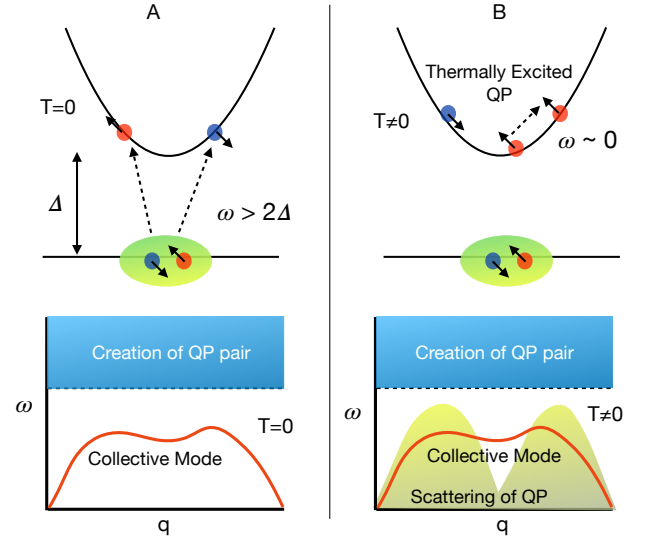 A
T=0
Δ
ω > 2Δ
Creation of QP pair
ω
T=0
Collective Mode
q
B
Thermally Excited
QP
T≠0
ω ~ 0
Creation of QP pair
ω
T≠0
Collective Mode
Scattering of QP
q